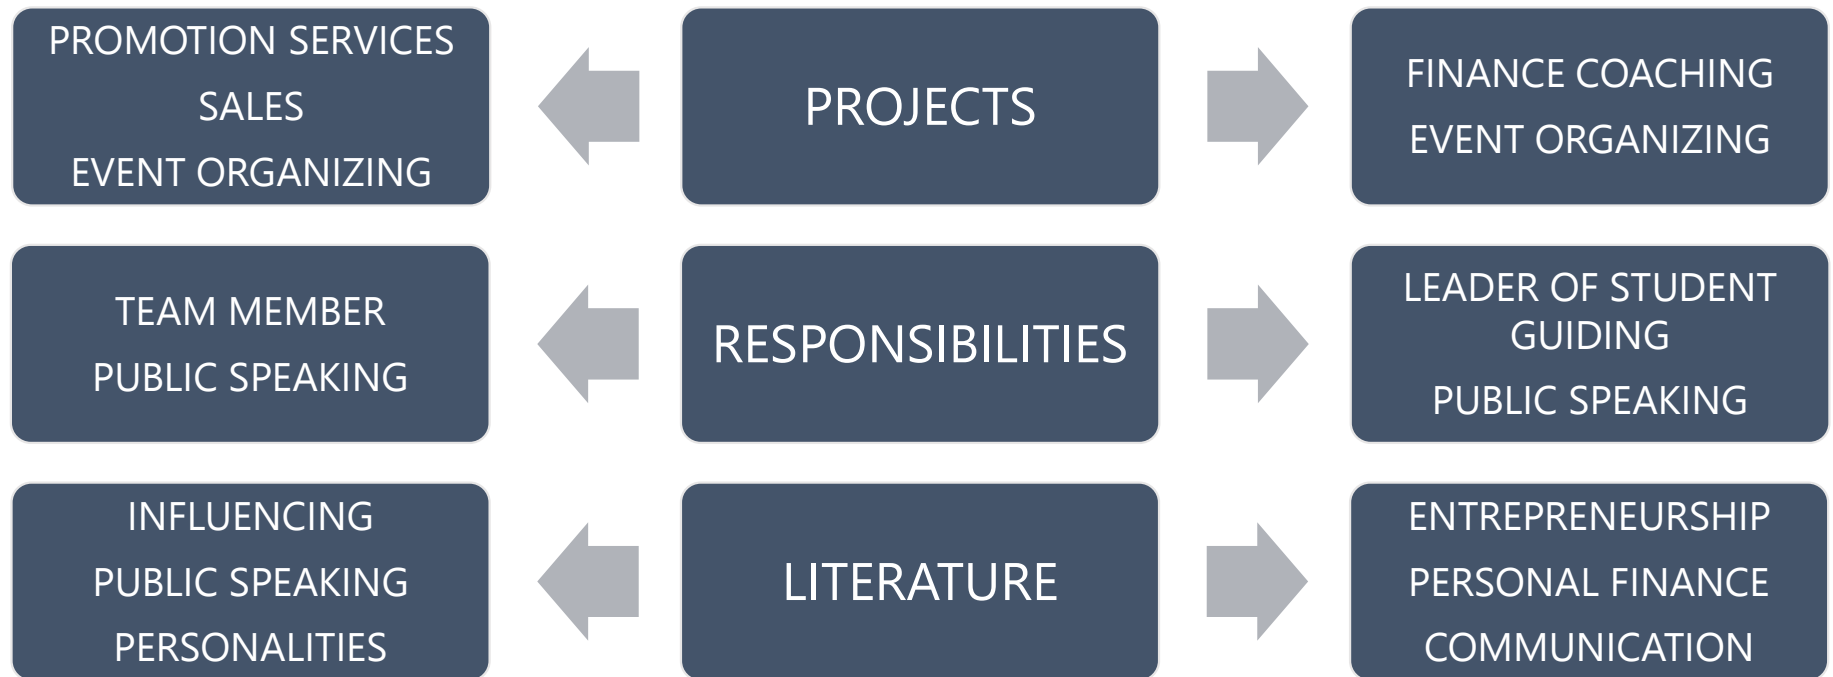 PROMOTION SERVICES
SALES
EVENT ORGANIZING
PROJECTS
FINANCE COACHING
EVENT ORGANIZING
TEAM MEMBER
PUBLIC SPEAKING
RESPONSIBILITIES
LEADER OF STUDENT
GUIDING
PUBLIC SPEAKING
INFLUENCING
PUBLIC SPEAKING
PERSONALITIES
LITERATURE
ENTREPRENEURSHIP
PERSONAL FINANCE
COMMUNICATION